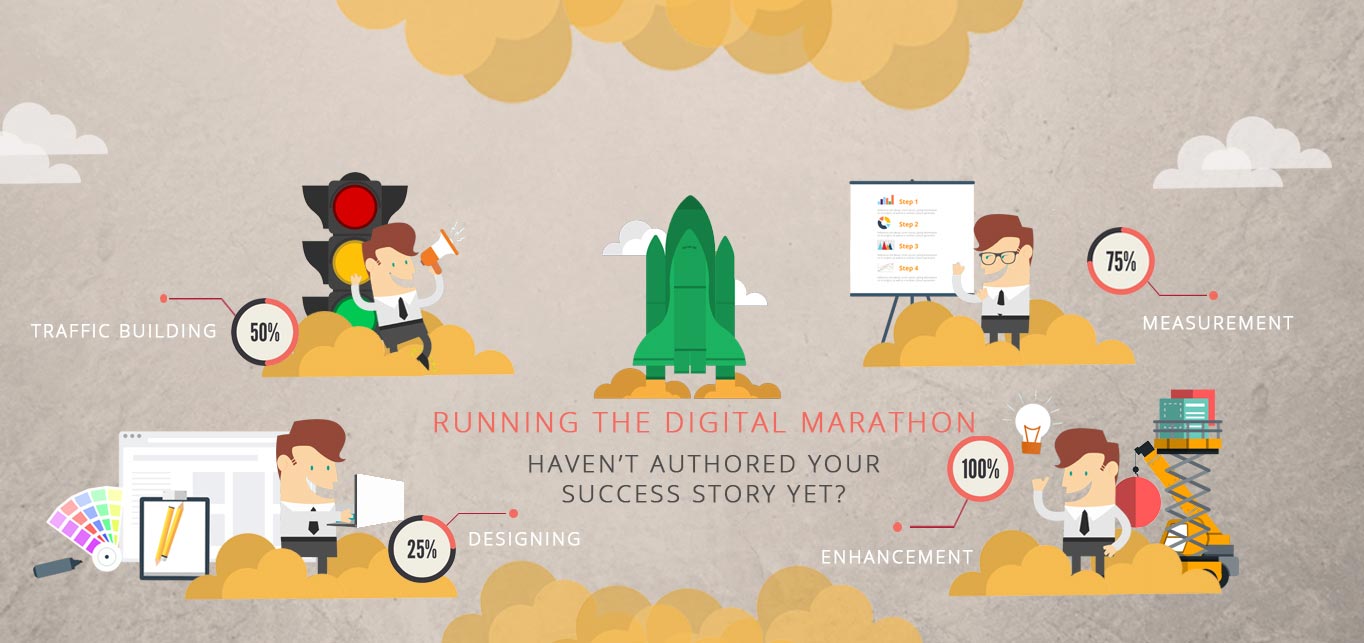 Step 1
Step 2
Step 3
Step 4
75%
50%
TRAFFIC BUILDING
MEASUREMENT
RUNNING THE DIGITAL MARATHON
HAVEN'T AUTHORED YOUR
SUCCESS STORY YET?
100%
25%
DESIGNING
ENHANCEMENT